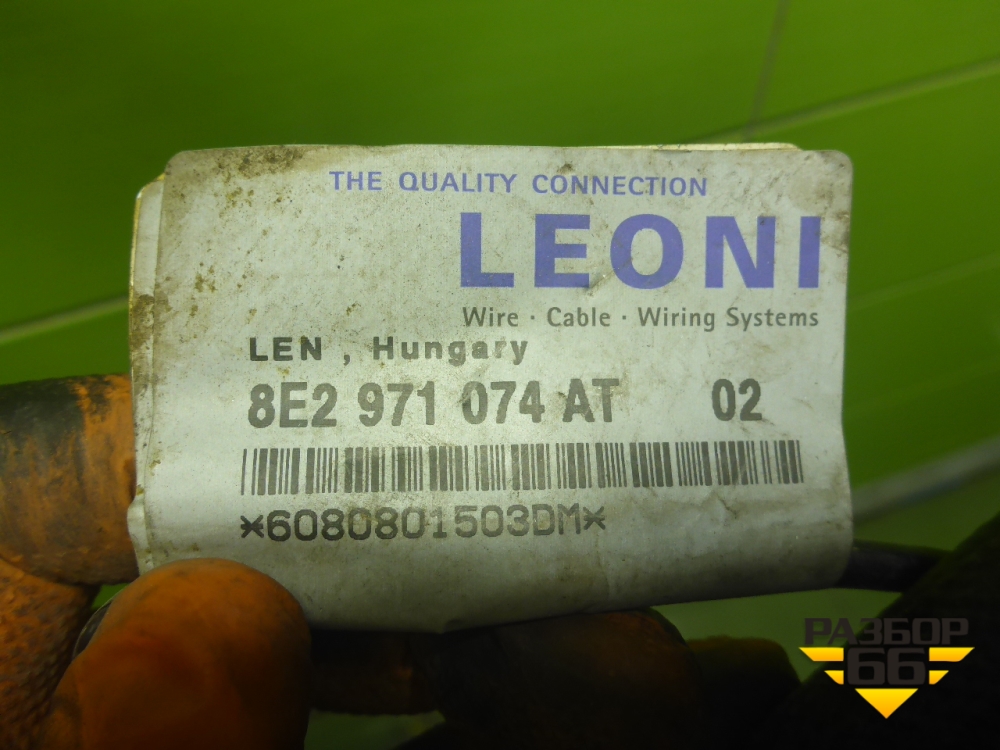 THE QUALITY CONNECTION
LEONI
Wire · Cable · Wiring Systems
LEN , Hungary
8E2 971 074 AT 02
*6080801503DM*
РАЗБОР
66